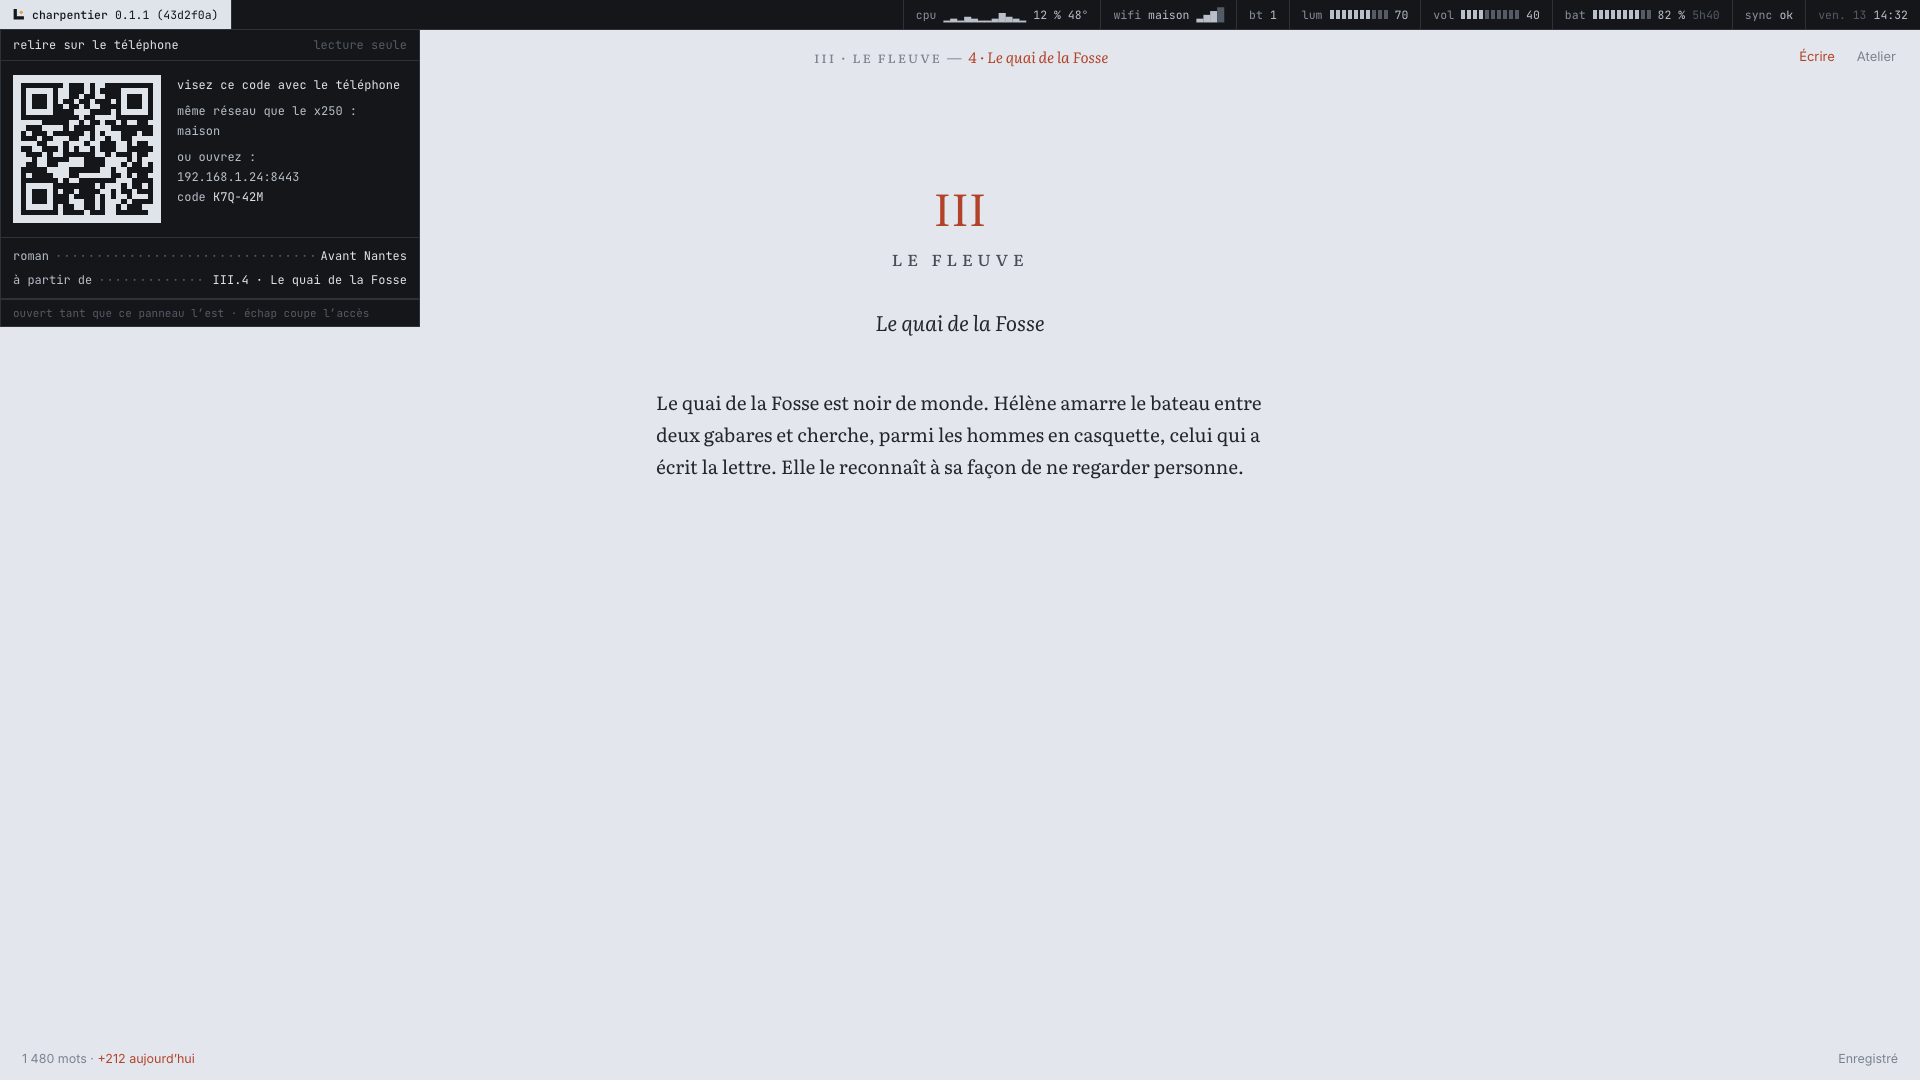 charpentier 0.1.1 (43d2f0a)
cpu 12 % 48° wifi maison bt 1 lum 70 vol 40 bat 82 % 5h40 sync ok ven. 13 14:32
relire sur le téléphone lecture seule
visez ce code avec le téléphone
même réseau que le x250 :
maison
ou ouvrez :
192.168.1.24:8443
code K7Q-42M
roman Avant Nantes
à partir de III.4 · Le quai de la Fosse
ouvert tant que ce panneau l’est · échap coupe l’accès
III · LE FLEUVE — 4 · Le quai de la Fosse
Écrire Atelier
III
LE FLEUVE
Le quai de la Fosse
Le quai de la Fosse est noir de monde. Hélène amarre le bateau entre
deux gabares et cherche, parmi les hommes en casquette, celui qui a
écrit la lettre. Elle le reconnaît à sa façon de ne regarder personne.
1 480 mots · +212 aujourd’hui
Enregistré